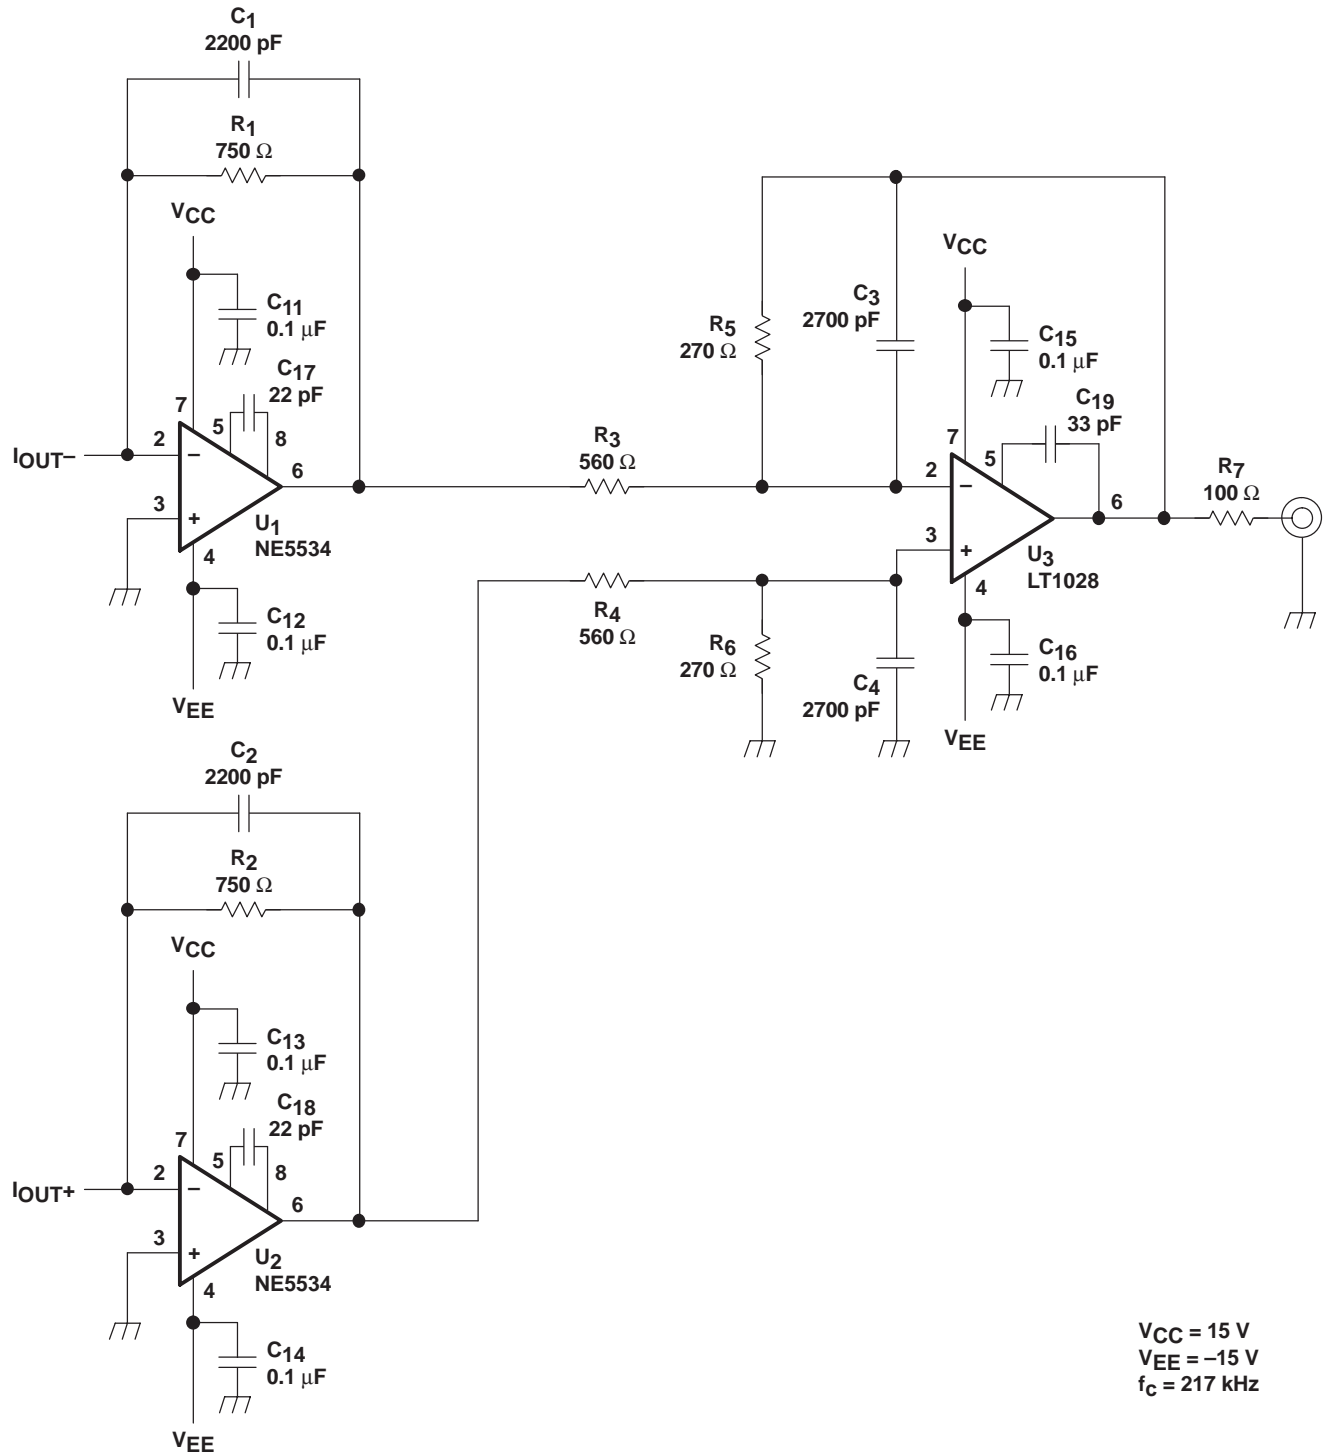 C1
2200 pF
R1
750 Ω
VCC
C11
0.1 µF
C17
22 pF
7
5
8
2
IOUT–
–
6
3
+
U1
NE5534
4
C12
0.1 µF
VEE
R3
560 Ω
R5
270 Ω
C3
2700 pF
VCC
C15
0.1 µF
C19
33 pF
7
5
2
–
6
R7
100 Ω
3
+
U3
LT1028
4
R4
560 Ω
R6
270 Ω
C4
2700 pF
C16
0.1 µF
VEE
C2
2200 pF
R2
750 Ω
VCC
C13
0.1 µF
C18
22 pF
7
5
8
2
IOUT+
–
6
3
+
U2
NE5534
4
C14
0.1 µF
VEE
VCC = 15 V
VEE = –15 V
fc = 217 kHz